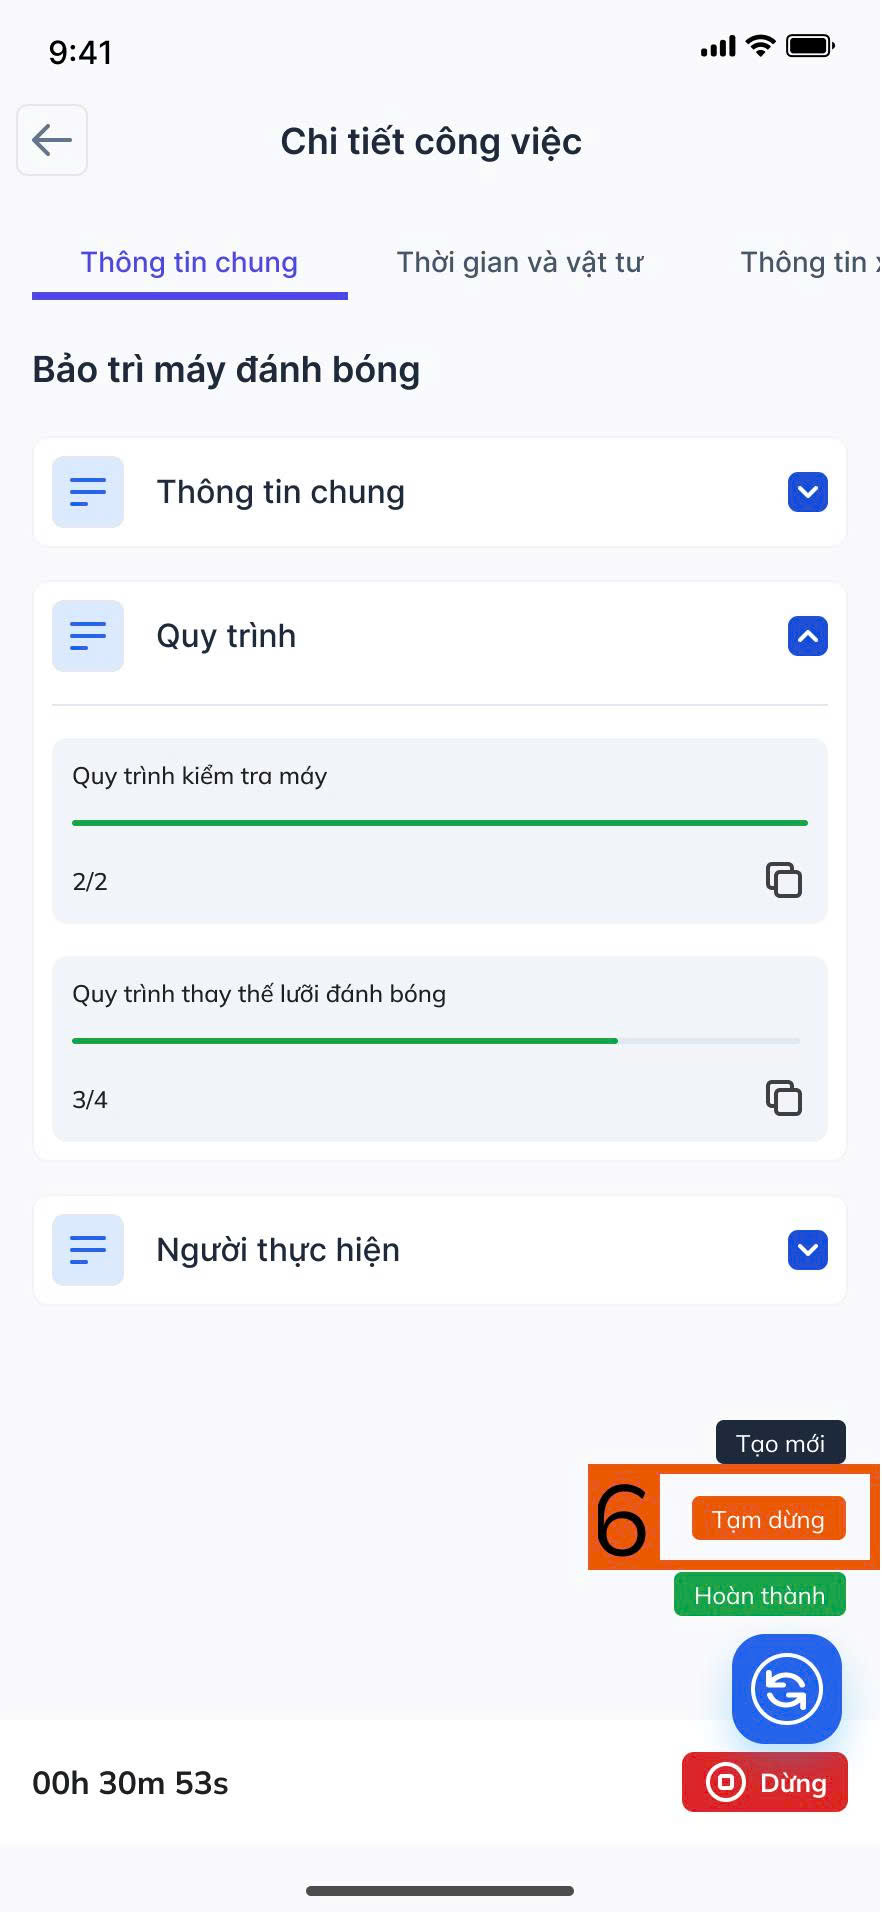 9:41
Chi tiết công việc
Thông tin chung
Thời gian và vật tư
Thông tin
Bảo trì máy đánh bóng
Thông tin chung
Quy trình
Quy trình kiểm tra máy
2/2
Quy trình thay thế lưỡi đánh bóng
3/4
Người thực hiện
Tạo mới
6
Tạm dừng
Hoàn thành
00h 30m 53s
Dừng